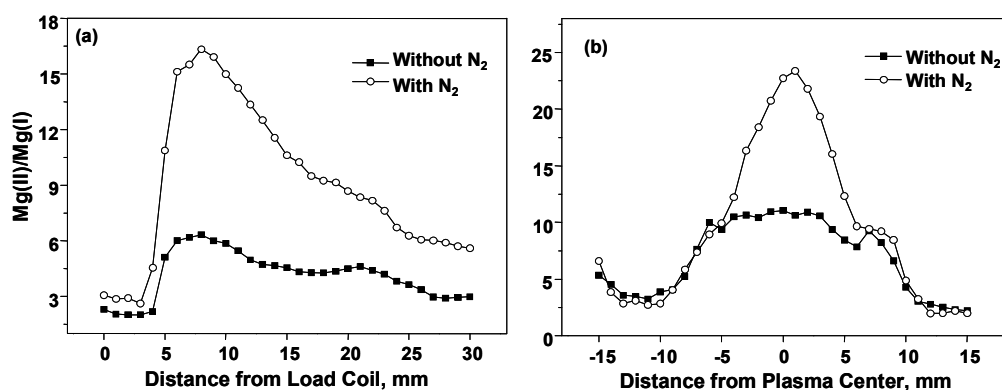 (a)
Without N2
With N2
Mg(II)/Mg(I)
18
15
12
9
6
3
0 5 10 15 20 25 30
Distance from Load Coil, mm
(b)
Without N2
With N2
25
20
15
10
5
0
-15 -10 -5 0 5 10 15
Distance from Plasma Center, mm